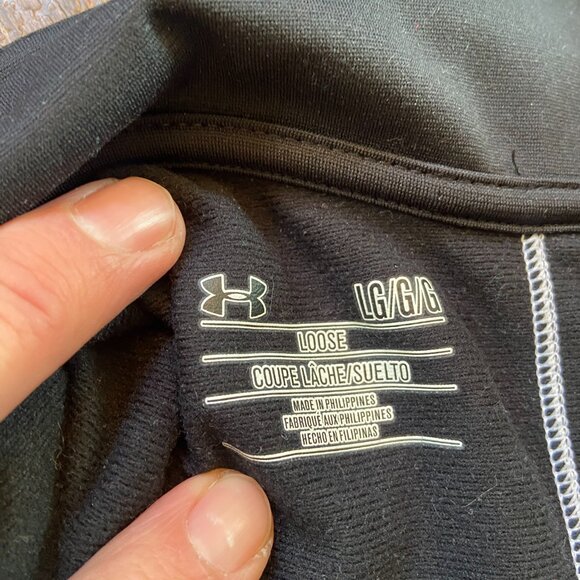 LG/G/G
LOOSE
COUPE LÂCHE/SUELTO
MADE IN PHILIPPINES
FABRIQUÉ AUX PHILIPPINES
HECHO EN FILIPINAS